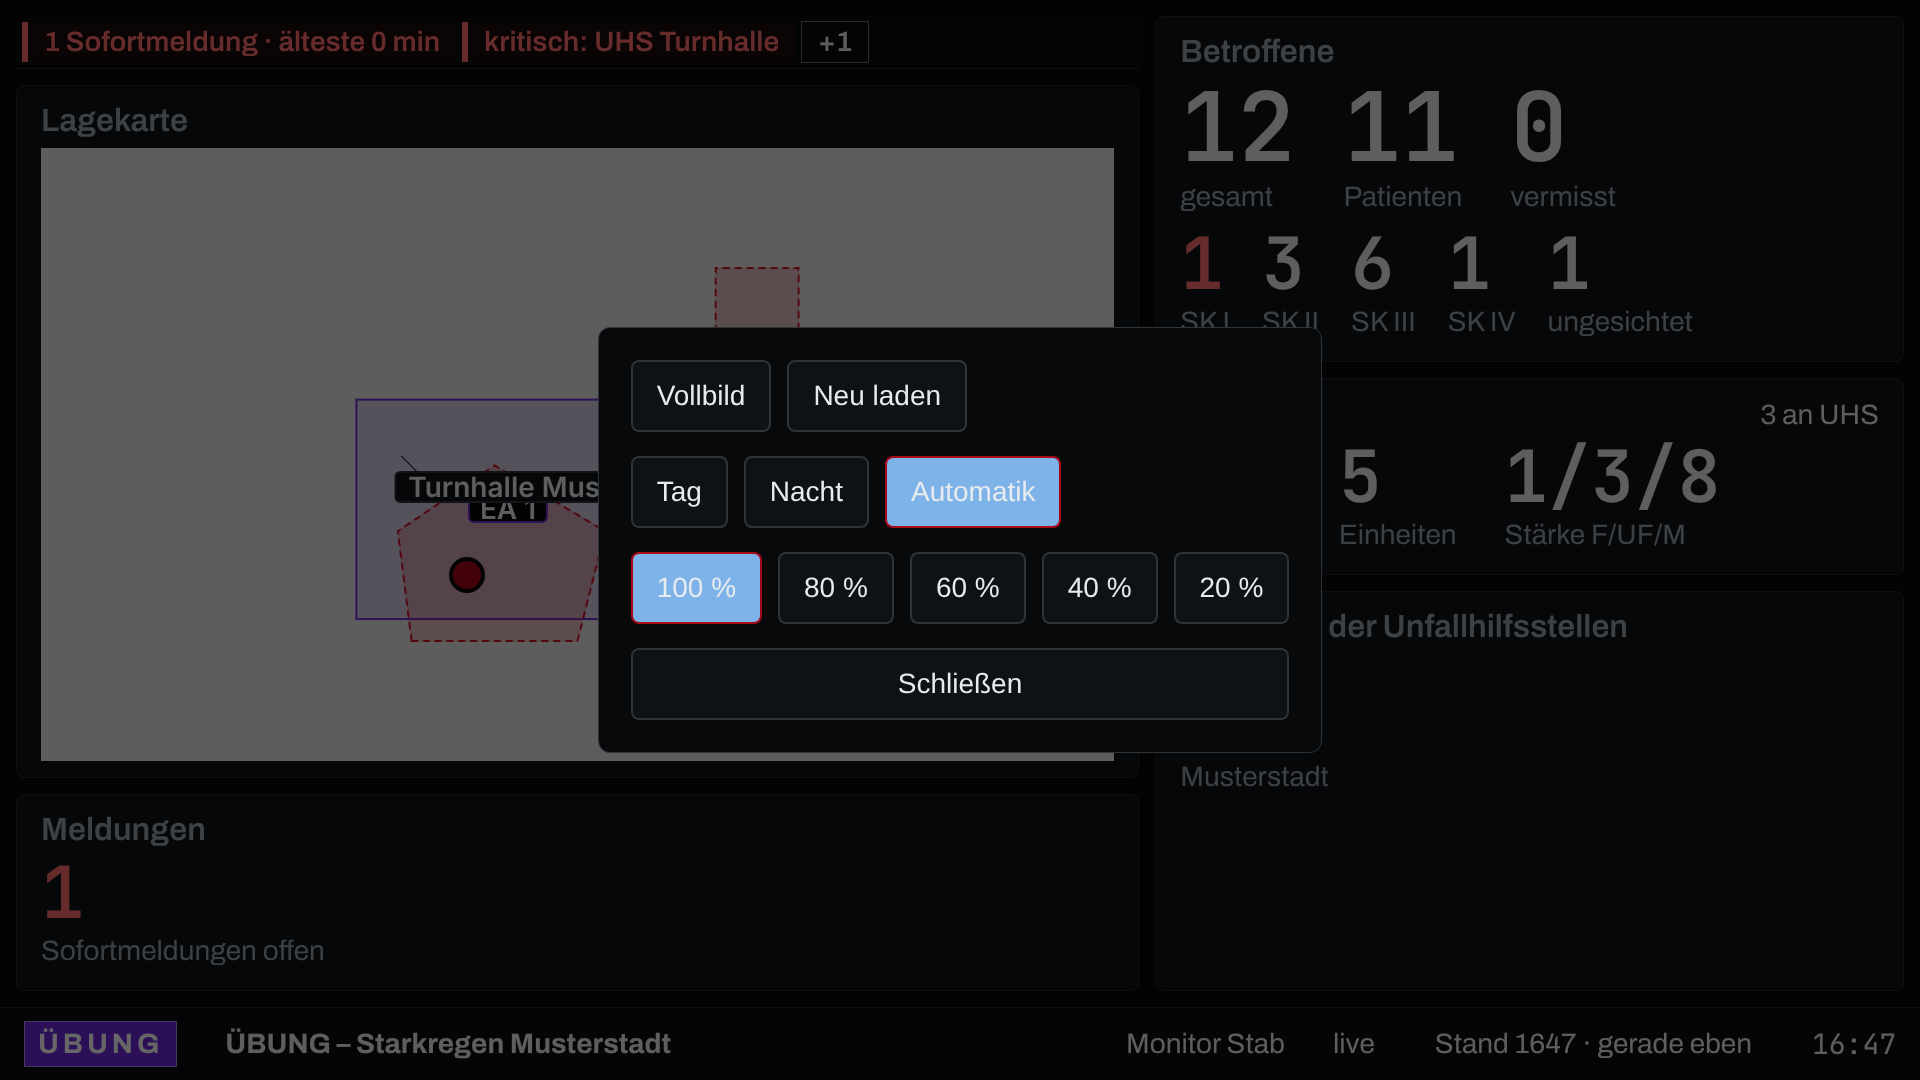 1 Sofortmeldung · älteste 0 min
kritisch: UHS Turnhalle
+1
Lagekarte
Turnhalle Mus
EA 1
Betroffene
12 11 0
gesamt Patienten vermisst
1 3 6 1 1
SK I SK II SK III SK IV ungesichtet
3 an UHS
5 1/3/8
Einheiten Stärke F/UF/M
der Unfallhilfsstellen
Musterstadt
Vollbild Neu laden
Tag Nacht Automatik
100 % 80 % 60 % 40 % 20 %
Schließen
Meldungen
1
Sofortmeldungen offen
ÜBUNG ÜBUNG – Starkregen Musterstadt Monitor Stab live Stand 1647 · gerade eben 16:47